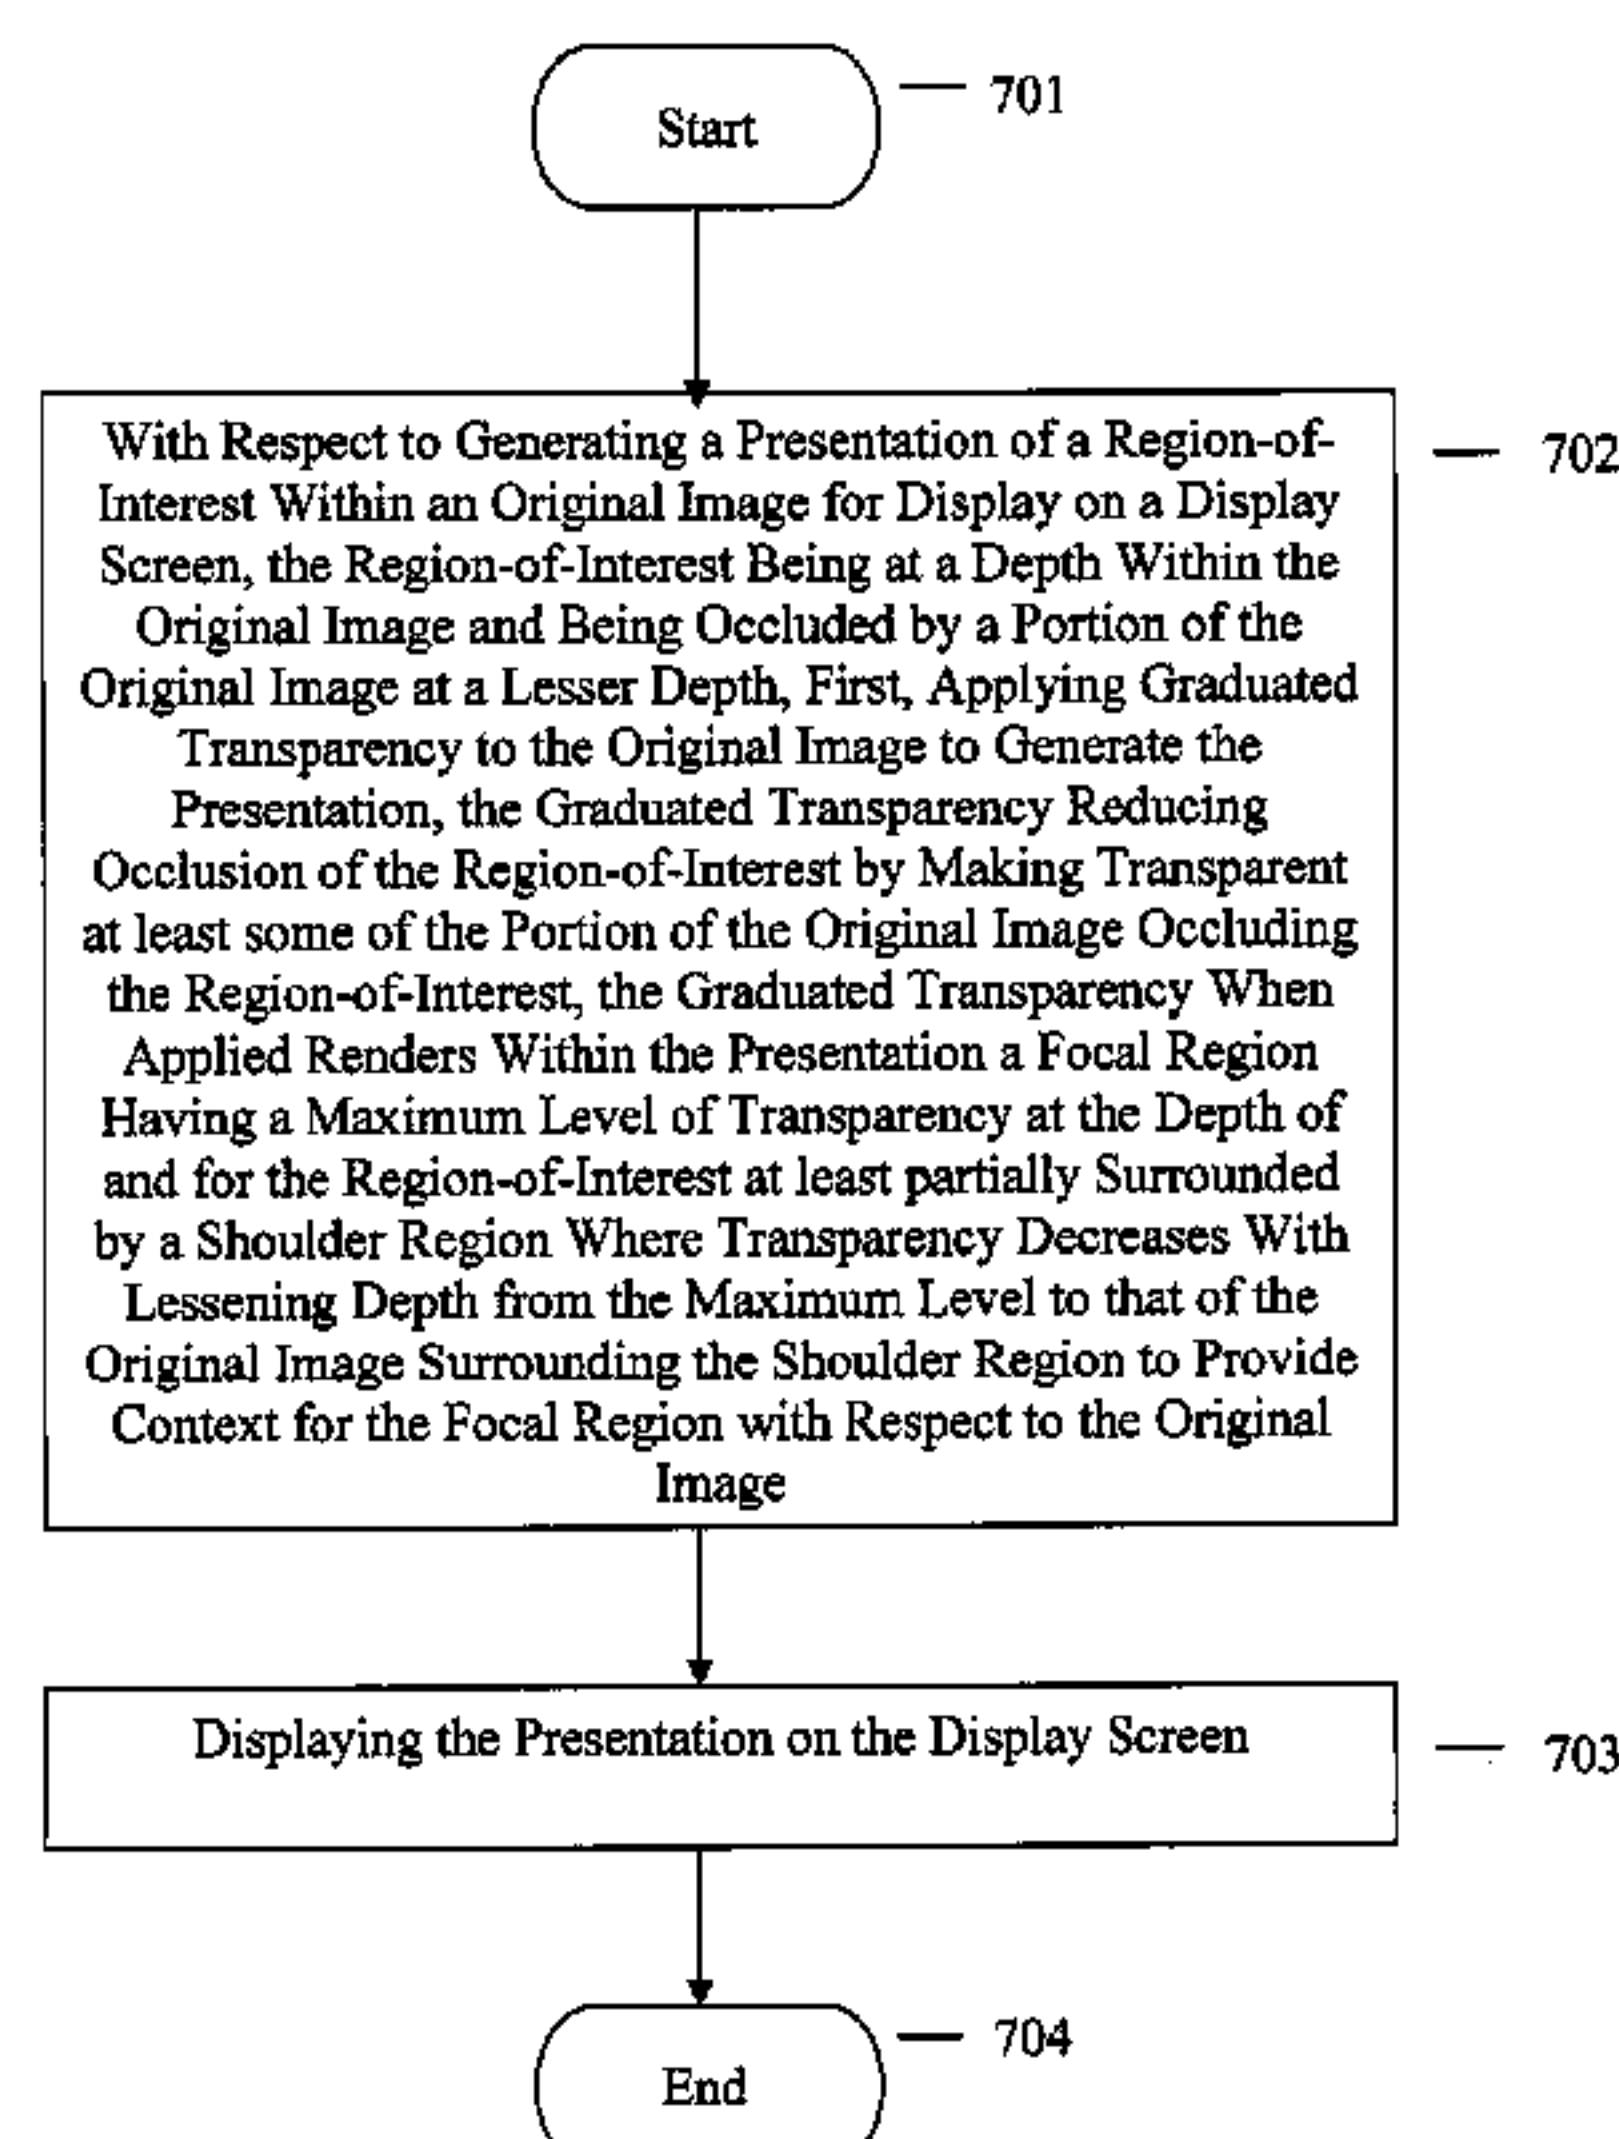 Start
701
With Respect to Generating a Presentation of a Region-of-
Interest Within an Original Image for Display on a Display
Screen, the Region-of-Interest Being at a Depth Within the
Original Image and Being Occluded by a Portion of the
Original Image at a Lesser Depth, First, Applying Graduated
Transparency to the Original Image to Generate the
Presentation, the Graduated Transparency Reducing
Occlusion of the Region-of-Interest by Making Transparent
at least some of the Portion of the Original Image Occluding
the Region-of-Interest, the Graduated Transparency When
Applied Renders Within the Presentation a Focal Region
Having a Maximum Level of Transparency at the Depth of
and for the Region-of-Interest at least partially Surrounded
by a Shoulder Region Where Transparency Decreases With
Lessening Depth from the Maximum Level to that of the
Original Image Surrounding the Shoulder Region to Provide
Context for the Focal Region with Respect to the Original
Image
702
Displaying the Presentation on the Display Screen
703
End
704